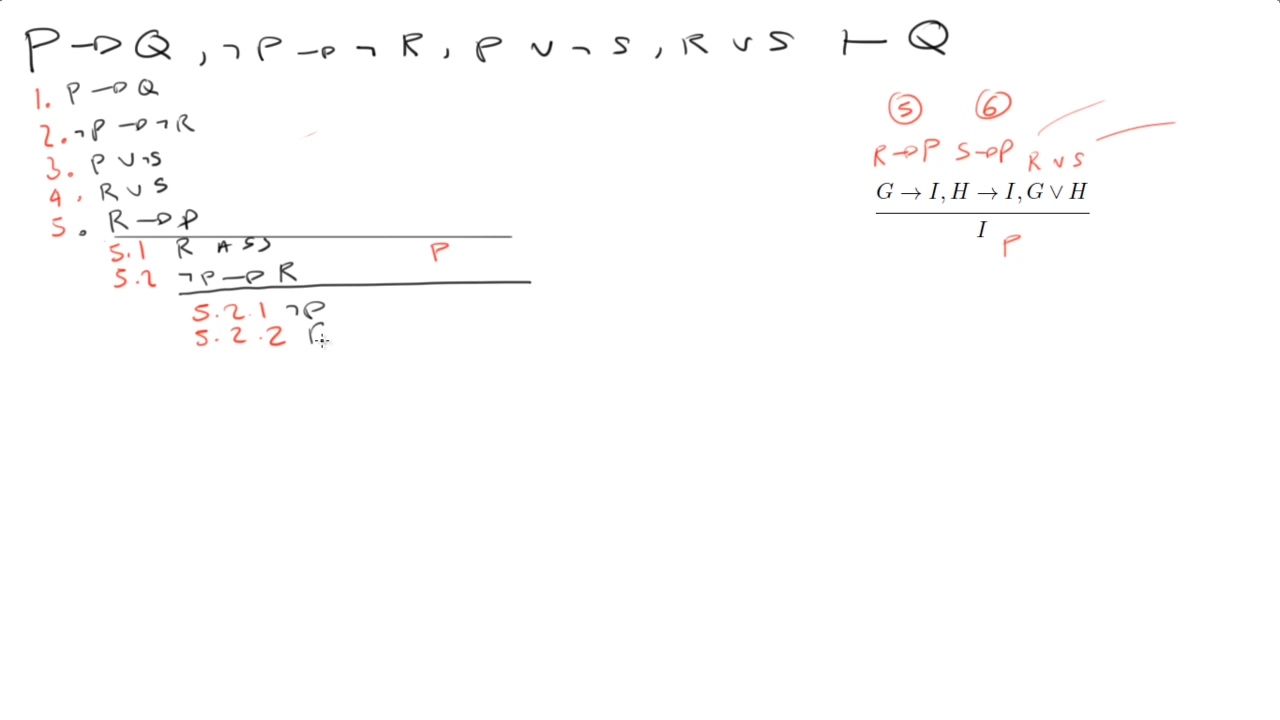 P → Q , ¬ P → ¬ R , P ∨ ¬ S , R ∨ S ⊢ Q
1. P → Q
2. ¬P → ¬R
3. P ∨ ¬S
4. R ∨ S
5. R → P
5.1 R ASS P
5.2 ¬P → R
5.2.1 ¬P
5.2.2
5 6
R → P S → P R ∨ S
G → I, H → I, G ∨ H
I
P